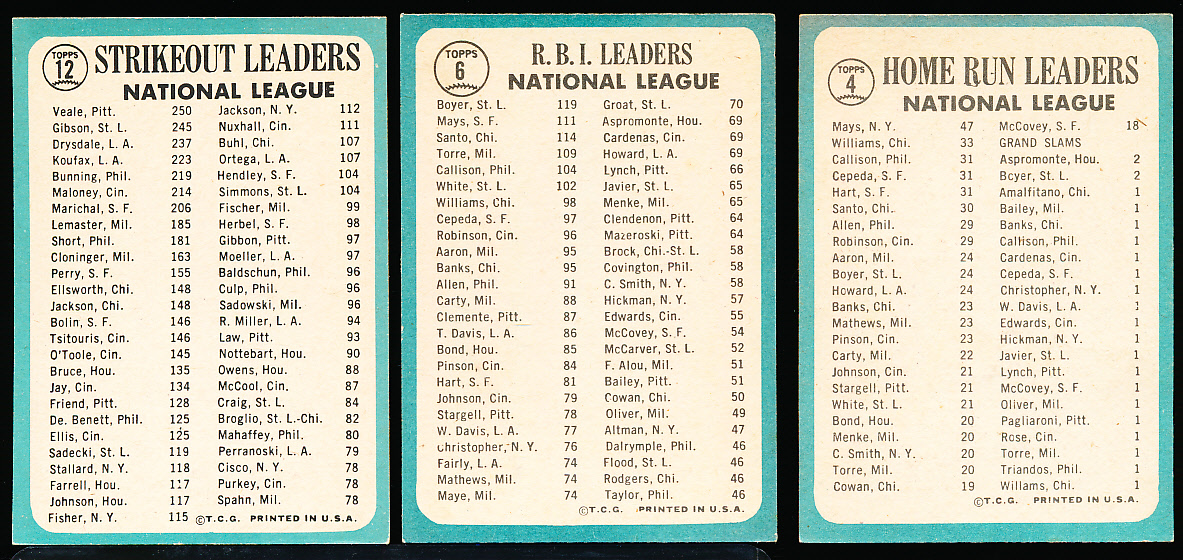 TOPPS
12
STRIKEOUT LEADERS
NATIONAL LEAGUE
Veale, Pitt. 250
Gibson, St. L. 245
Drysdale, L. A. 237
Koufax, L. A. 223
Bunning, Phil. 219
Maloney, Cin. 214
Marichal, S. F. 206
Lemaster, Mil. 185
Short, Phil. 181
Cloninger, Mil. 163
Perry, S. F. 155
Ellsworth, Chi. 148
Jackson, Chi. 148
Bolin, S. F. 146
Tsitouris, Cin. 146
O'Toole, Cin. 145
Bruce, Hou. 135
Jay, Cin. 134
Friend, Pitt. 128
De. Benett, Phil. 125
Ellis, Cin. 125
Sadecki, St. L. 119
Stallard, N. Y. 118
Farrell, Hou. 117
Johnson, Hou. 117
Fisher, N. Y. 115
Jackson, N. Y. 112
Nuxhall, Cin. 111
Buhl, Chi. 107
Ortega, L. A. 107
Hendley, S. F. 104
Simmons, St. L. 104
Fischer, Mil. 99
Herbel, S. F. 98
Gibbon, Pitt. 97
Moeller, L. A. 97
Baldschun, Phil. 96
Culp, Phil. 96
Sadowski, Mil. 96
R. Miller, L. A. 94
Law, Pitt. 93
Nottebart, Hou. 90
Owens, Hou. 88
McCool, Cin. 87
Craig, St. L. 84
Broglio, St. L.-Chi. 82
Mahaffey, Phil. 80
Perranoski, L. A. 79
Cisco, N. Y. 78
Purkey, Cin. 78
Spahn, Mil. 78
©T.C.G. PRINTED IN U.S.A.
TOPPS
6
R. B. I. LEADERS
NATIONAL LEAGUE
Boyer, St. L. 119
Mays, S. F. 111
Santo, Chi. 114
Torre, Mil. 109
Callison, Phil. 104
White, St. L. 102
Williams, Chi. 98
Cepeda, S. F. 97
Robinson, Cin. 96
Aaron, Mil. 95
Banks, Chi. 95
Allen, Phil. 91
Carty, Mil. 88
Clemente, Pitt. 87
T. Davis, L. A. 86
Bond, Hou. 85
Pinson, Cin. 84
Hart, S. F. 81
Johnson, Cin. 79
Stargell, Pitt. 78
W. Davis, L. A. 77
Christopher, N. Y. 76
Fairly, L. A. 74
Mathews, Mil. 74
Maye, Mil. 74
Groat, St. L. 70
Aspromonte, Hou. 69
Cardenas, Cin. 69
Howard, L. A. 69
Lynch, Pitt. 66
Javier, St. L. 65
Menke, Mil. 65
Clendenon, Pitt. 64
Mazeroski, Pitt. 64
Brock, Chi.-St. L. 58
Covington, Phil. 58
C. Smith, N. Y. 58
Hickman, N. Y. 57
Edwards, Cin. 55
McCovey, S. F. 54
McCarver, St. L. 52
F. Alou, Mil. 51
Bailey, Pitt. 51
Cowan, Chi. 50
Oliver, Mil. 49
Altman, N. Y. 47
Dalrymple, Phil. 46
Flood, St. L. 46
Rodgers, Chi. 46
Taylor, Phil. 46
©T.C.G. PRINTED IN U.S.A.
TOPPS
4
HOME RUN LEADERS
NATIONAL LEAGUE
Mays, N. Y. 47
Williams, Chi. 33
Callison, Phil. 31
Cepeda, S. F. 31
Hart, S. F. 31
Santo, Chi. 30
Allen, Phil. 29
Robinson, Cin. 29
Aaron, Mil. 24
Boyer, St. L. 24
Howard, L. A. 24
Banks, Chi. 23
Mathews, Mil. 23
Pinson, Cin. 23
Carty, Mil. 22
Johnson, Cin. 21
Stargell, Pitt. 21
White, St. L. 21
Bond, Hou. 20
Menke, Mil. 20
C. Smith, N. Y. 20
Torre, Mil. 20
Cowan, Chi. 19
McCovey, S. F. 18
GRAND SLAMS
Aspromonte, Hou. 2
Boyer, St. L. 2
Amalfitano, Chi. 1
Bailey, Mil. 1
Banks, Chi. 1
Callison, Phil. 1
Cardenas, Cin. 1
Cepeda, S. F. 1
Christopher, N. Y. 1
W. Davis, L. A. 1
Edwards, Cin. 1
Hickman, N. Y. 1
Javier, St. L. 1
Lynch, Pitt. 1
McCovey, S. F. 1
Oliver, Mil. 1
Pagliaroni, Pitt. 1
Rose, Cin. 1
Torre, Mil. 1
Triandos, Phil. 1
Willams, Chi. 1
©T.C.G. PRINTED IN U.S.A.